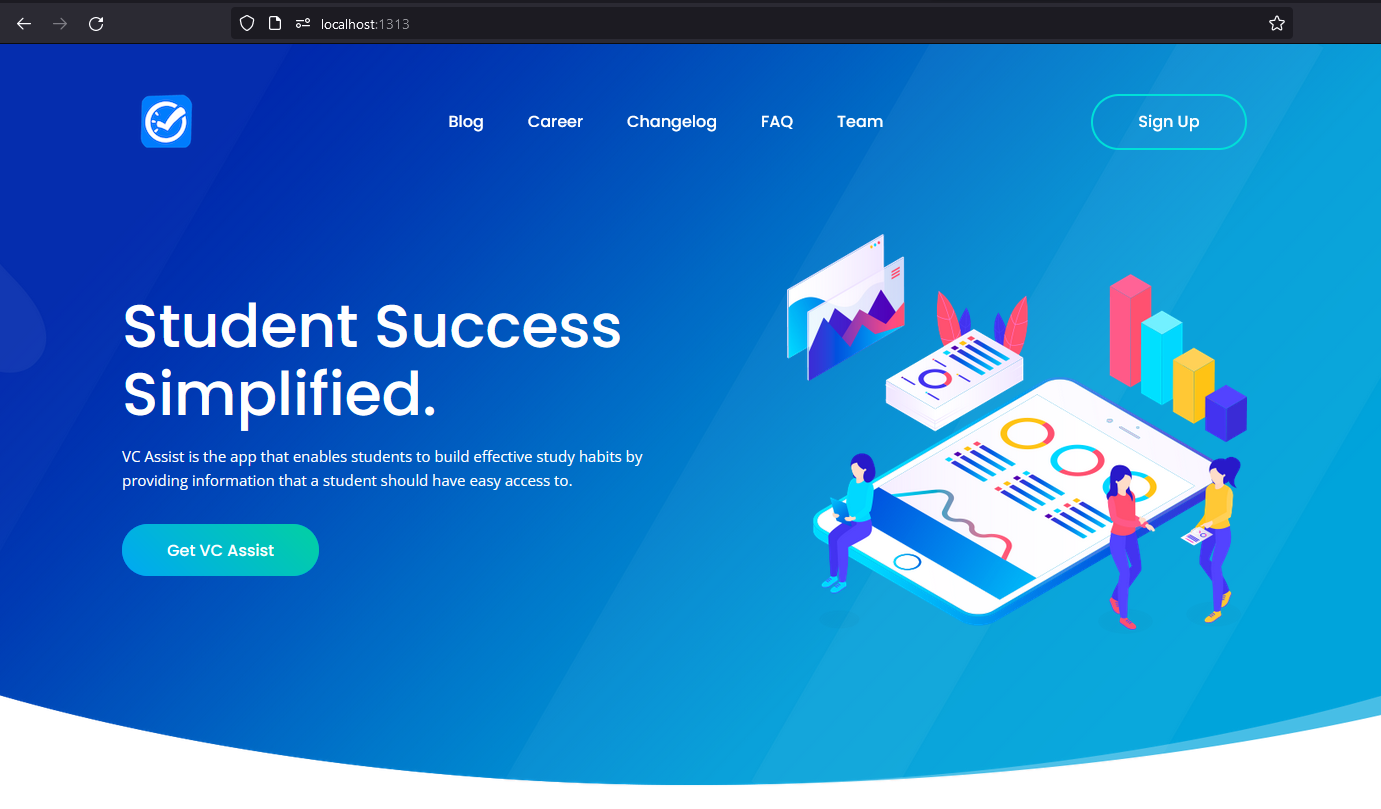 localhost:1313
Blog Career Changelog FAQ Team Sign Up
Student Success
Simplified.
VC Assist is the app that enables students to build effective study habits by
providing information that a student should have easy access to.
Get VC Assist